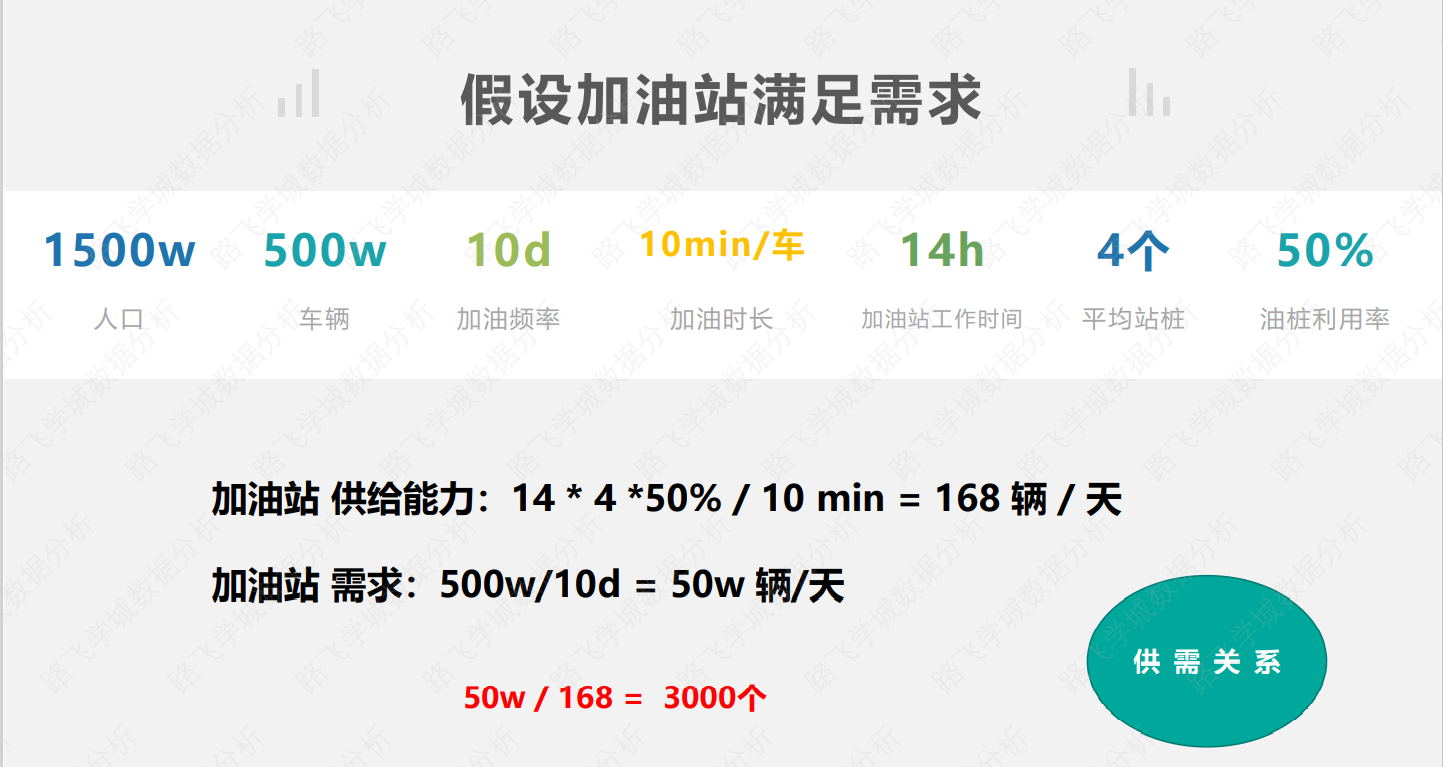 假设加油站满足需求
1500w 500w 10d 10min/车 14h 4个 50%
人口 车辆 加油频率 加油时长 加油站工作时间 平均站桩 油桩利用率
加油站 供给能力：14 * 4 *50% / 10 min = 168 辆 / 天
加油站 需求：500w/10d = 50w 辆/天
供 需 关 系
50w / 168 = 3000个
路飞学城数据分析